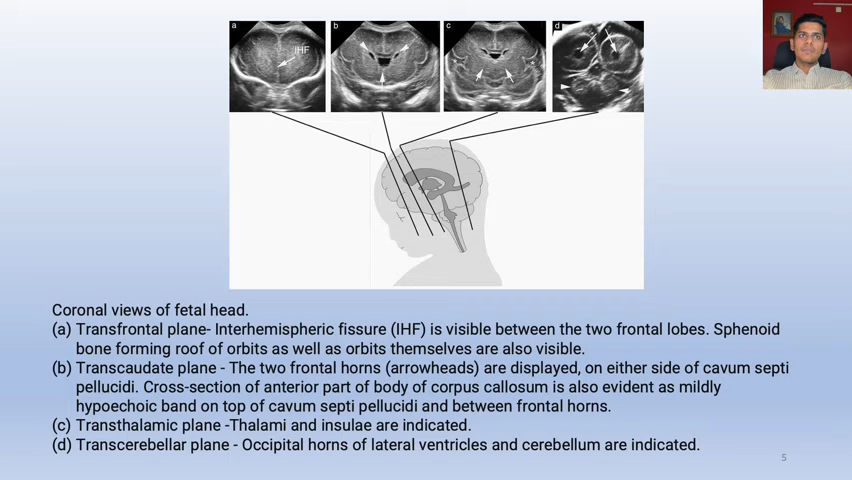 a b c d
IHF
Coronal views of fetal head.
(a) Transfrontal plane- Interhemispheric fissure (IHF) is visible between the two frontal lobes. Sphenoid
bone forming roof of orbits as well as orbits themselves are also visible.
(b) Transcaudate plane - The two frontal horns (arrowheads) are displayed, on either side of cavum septi
pellucidi. Cross-section of anterior part of body of corpus callosum is also evident as mildly
hypoechoic band on top of cavum septi pellucidi and between frontal horns.
(c) Transthalamic plane -Thalami and insulae are indicated.
(d) Transcerebellar plane - Occipital horns of lateral ventricles and cerebellum are indicated.
5